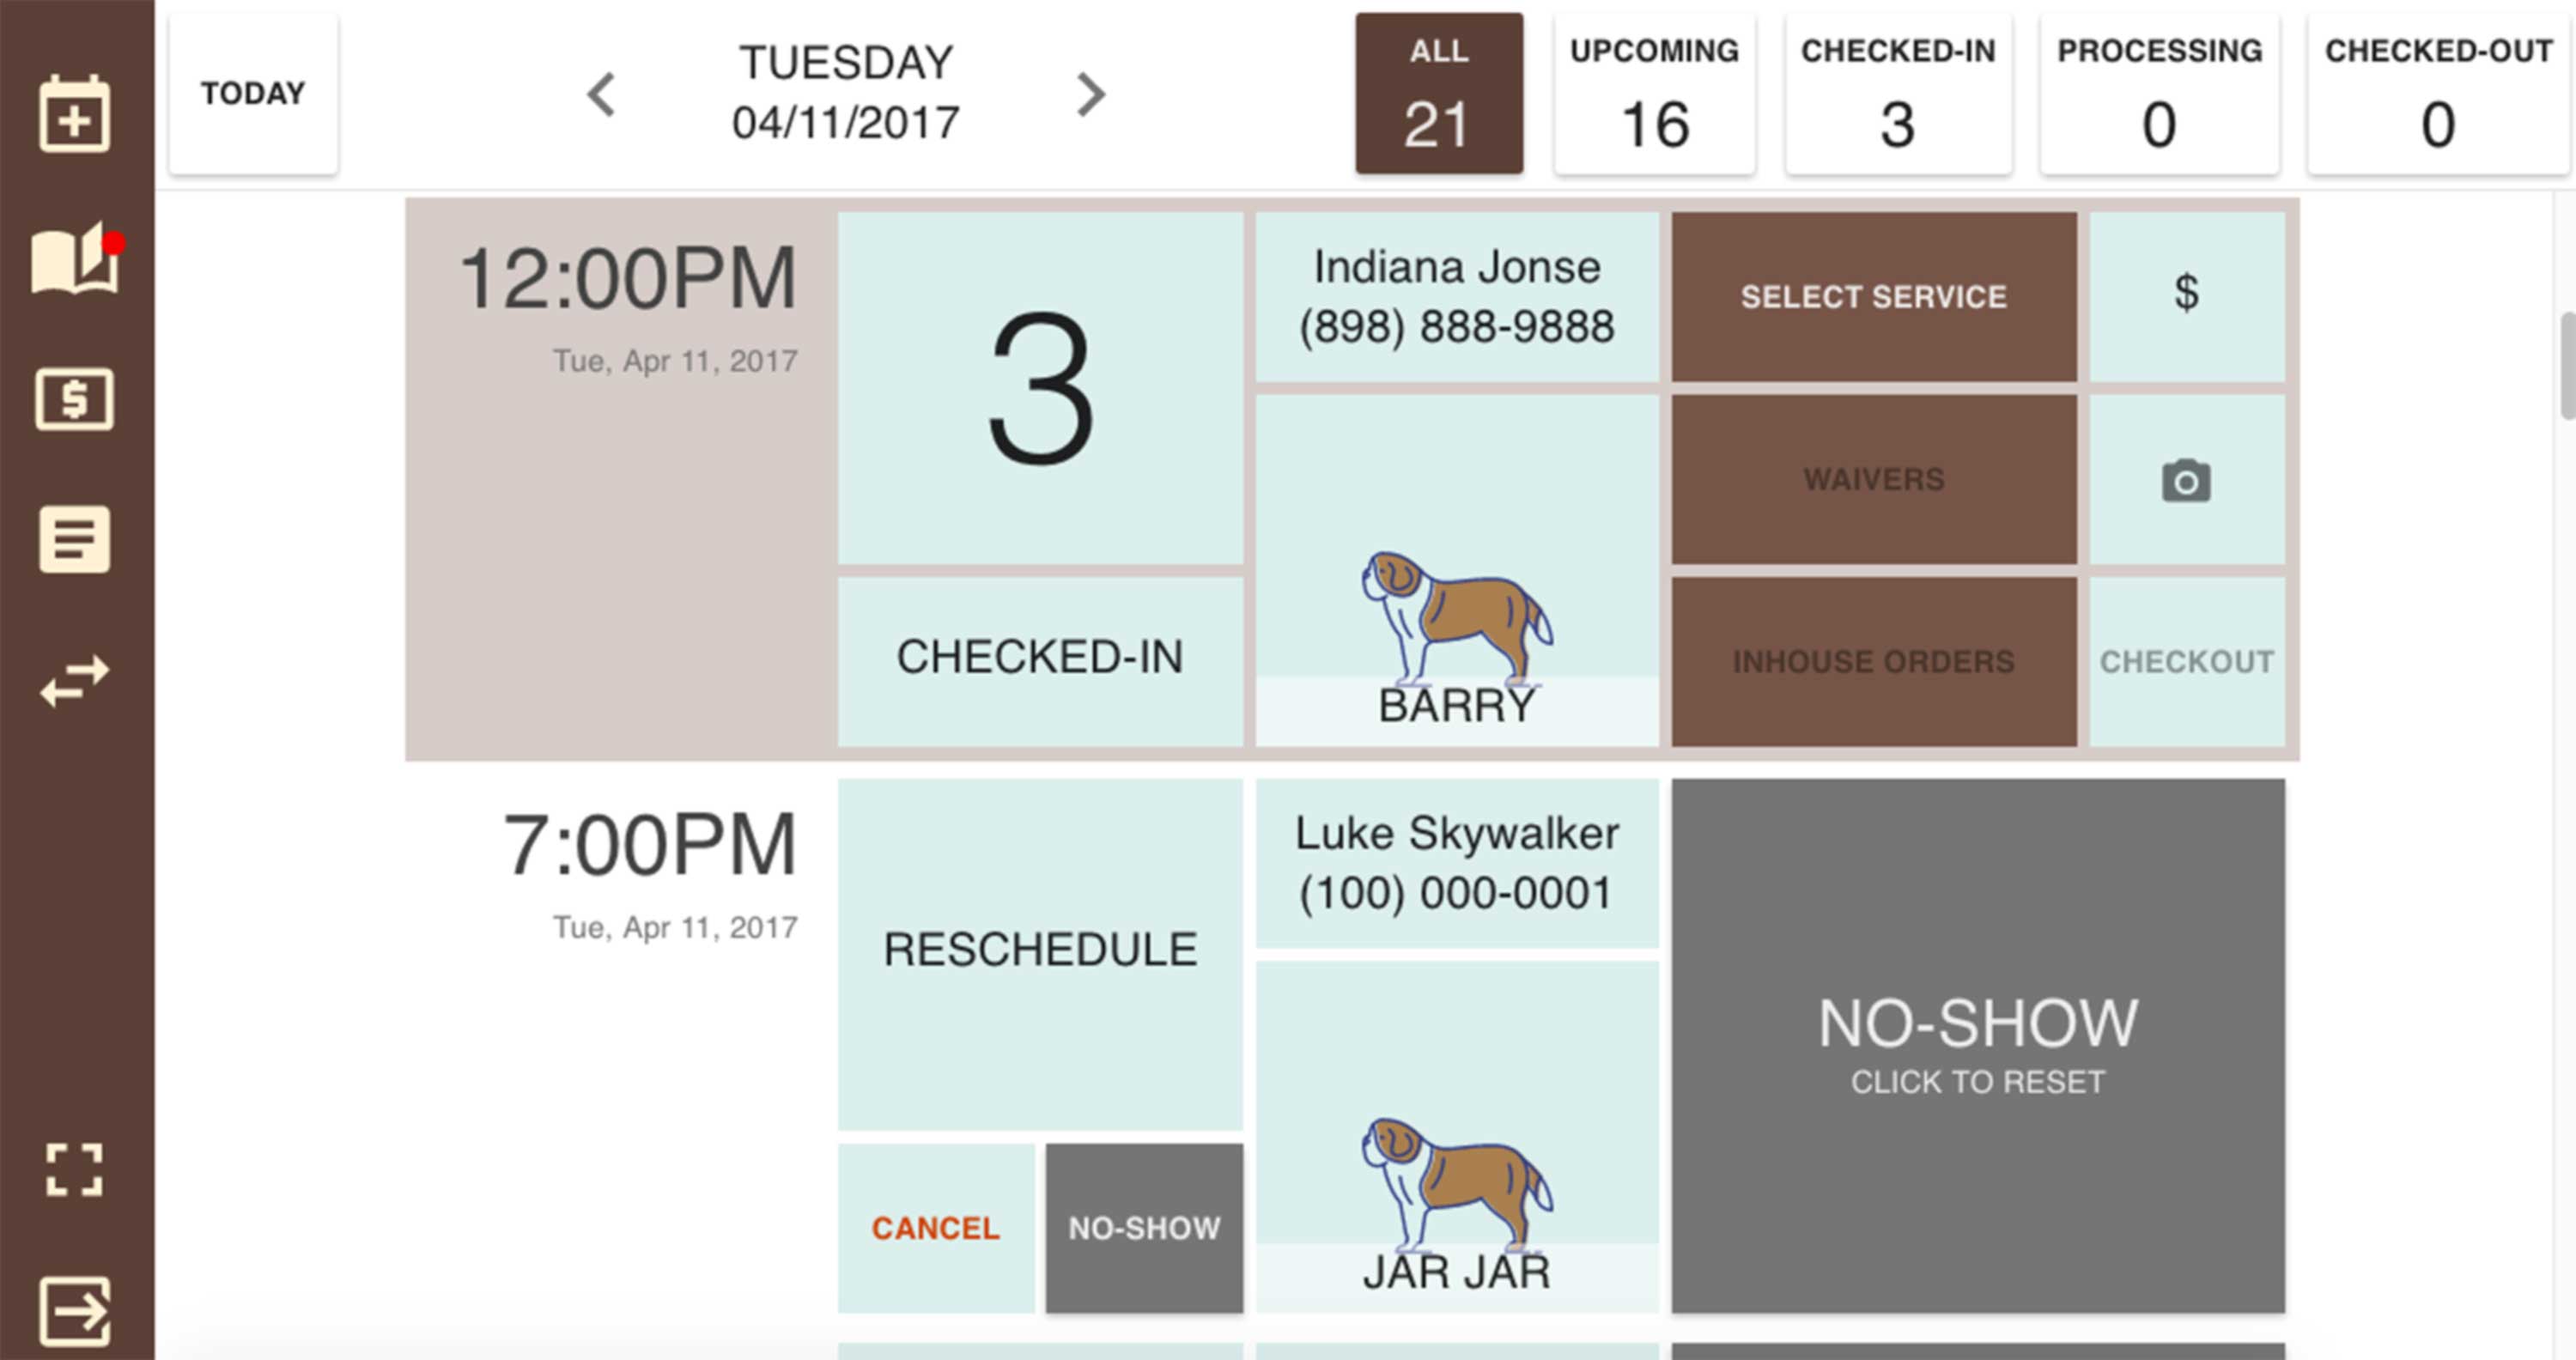 TODAY
TUESDAY
04/11/2017
ALL
21
UPCOMING
16
CHECKED-IN
3
PROCESSING
0
CHECKED-OUT
0
12:00PM
Tue, Apr 11, 2017
3
CHECKED-IN
Indiana Jonse
(898) 888-9888
BARRY
SELECT SERVICE
$
WAIVERS
INHOUSE ORDERS
CHECKOUT
7:00PM
Tue, Apr 11, 2017
RESCHEDULE
CANCEL
NO-SHOW
Luke Skywalker
(100) 000-0001
JAR JAR
NO-SHOW
CLICK TO RESET